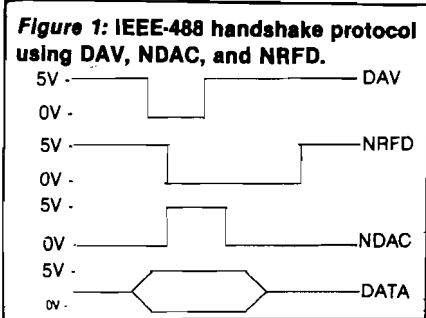 Figure 1: IEEE-488 handshake protocol
using DAV, NDAC, and NRFD.
5V - DAV
0V -
5V - NRFD
0V -
5V -
0V - NDAC
5V -
DATA
0V -